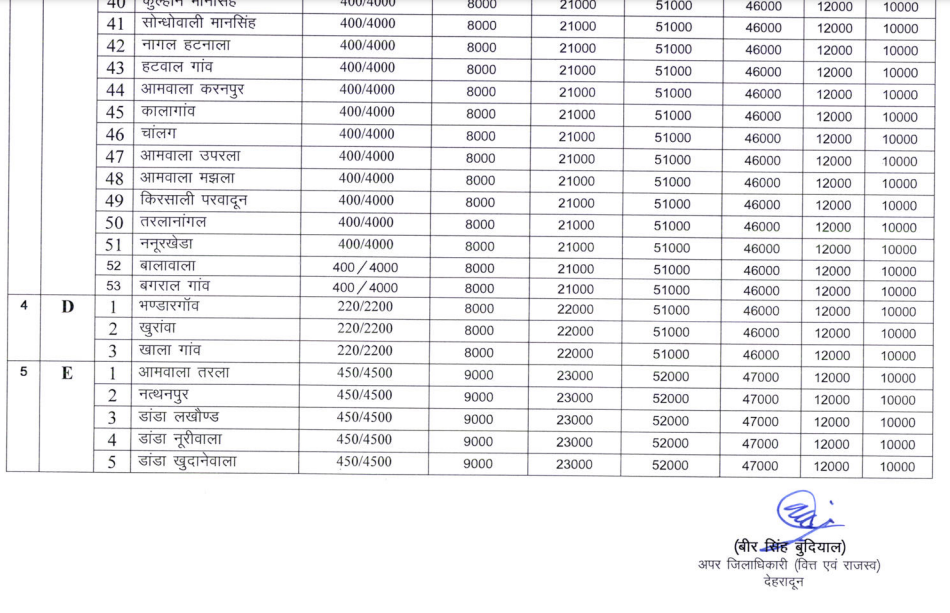 40 कुल्हान मानसिंह 400/4000 8000 21000 51000 46000 12000 10000
41 सोन्धोवाली मानसिंह 400/4000 8000 21000 51000 46000 12000 10000
42 नागल हटनाला 400/4000 8000 21000 51000 46000 12000 10000
43 हटवाल गांव 400/4000 8000 21000 51000 46000 12000 10000
44 आमवाला करनपुर 400/4000 8000 21000 51000 46000 12000 10000
45 कालागांव 400/4000 8000 21000 51000 46000 12000 10000
46 चांलग 400/4000 8000 21000 51000 46000 12000 10000
47 आमवाला उपरला 400/4000 8000 21000 51000 46000 12000 10000
48 आमवाला मझला 400/4000 8000 21000 51000 46000 12000 10000
49 किरसाली परवादून 400/4000 8000 21000 51000 46000 12000 10000
50 तरलानांगल 400/4000 8000 21000 51000 46000 12000 10000
51 ननूरखेडा 400/4000 8000 21000 51000 46000 12000 10000
52 बालावाला 400 / 4000 8000 21000 51000 46000 12000 10000
53 बगराल गांव 400 / 4000 8000 21000 51000 46000 12000 10000
4 D 1 भण्डारगॉव 220/2200 8000 22000 51000 46000 12000 10000
2 खुरांवा 220/2200 8000 22000 51000 46000 12000 10000
3 खाला गांव 220/2200 8000 22000 51000 46000 12000 10000
5 E 1 आमवाला तरला 450/4500 9000 23000 52000 47000 12000 10000
2 नत्थनपुर 450/4500 9000 23000 52000 47000 12000 10000
3 डांडा लखौण्ड 450/4500 9000 23000 52000 47000 12000 10000
4 डांडा नूरीवाला 450/4500 9000 23000 52000 47000 12000 10000
5 डांडा खुदानेवाला 450/4500 9000 23000 52000 47000 12000 10000
(बीर सिंह बुदियाल)
अपर जिलाधिकारी (वित्त एवं राजस्व)
देहरादून